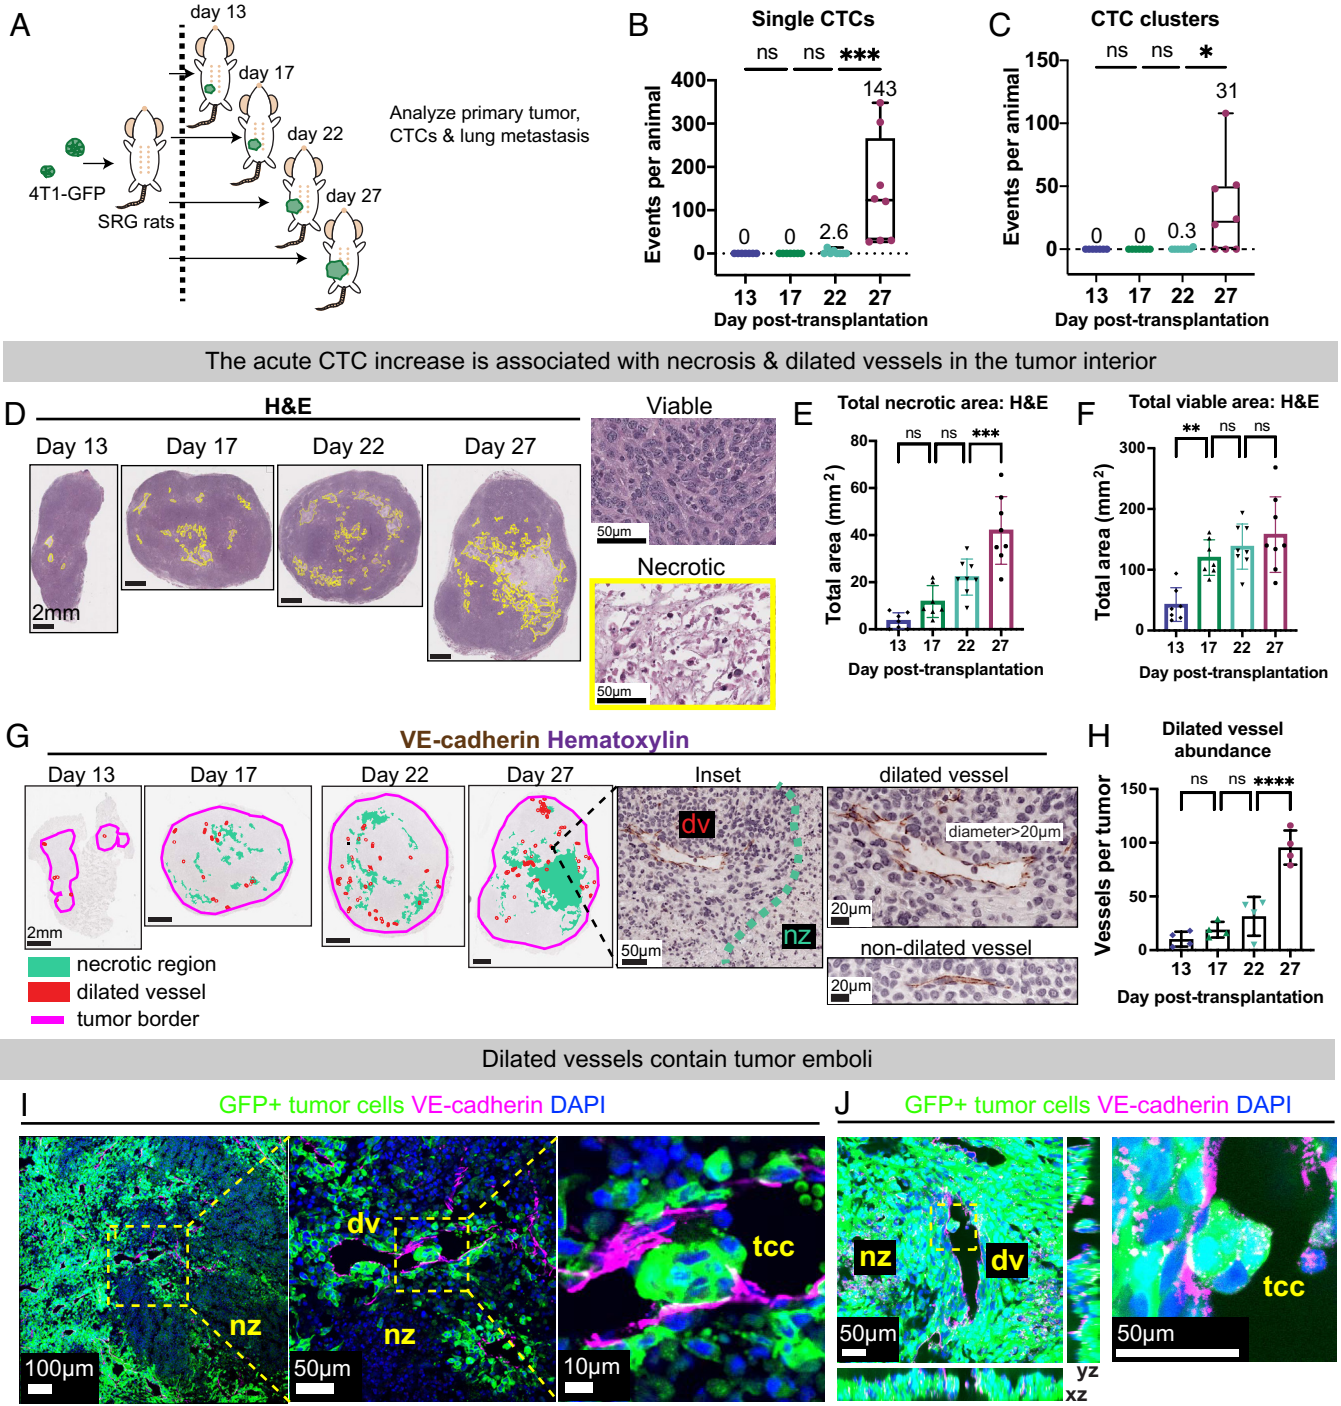 A
day 13
day 17
day 22
day 27
4T1-GFP
SRG rats
Analyze primary tumor,
CTCs & lung metastasis
B
Single CTCs
ns ns ***
Events per animal
400
300
200
100
0
0 0 2.6 143
13 17 22 27
Day post-transplantation
C
CTC clusters
ns ns *
Events per animal
150
100
50
0
0 0 0.3 31
13 17 22 27
Day post-transplantation
The acute CTC increase is associated with necrosis & dilated vessels in the tumor interior
D
H&E
Day 13 Day 17 Day 22 Day 27
2mm
Viable
50µm
Necrotic
50µm
E
Total necrotic area: H&E
ns ns ***
Total area (mm²)
80
60
40
20
0
13 17 22 27
Day post-transplantation
F
Total viable area: H&E
** ns ns
Total area (mm²)
300
200
100
0
13 17 22 27
Day post-transplantation
G
VE-cadherin Hematoxylin
Day 13 Day 17 Day 22 Day 27 Inset dilated vessel
2mm
dv
nz
50µm
diameter>20µm
20µm
non-dilated vessel
20µm
necrotic region
dilated vessel
tumor border
H
Dilated vessel
abundance
ns ns ****
Vessels per tumor
150
100
50
0
13 17 22 27
Day post-transplantation
Dilated vessels contain tumor emboli
I
GFP+ tumor cells VE-cadherin DAPI
nz
100µm
dv
nz
50µm
tcc
10µm
J
GFP+ tumor cells VE-cadherin DAPI
nz
dv
50µm
yz
xz
tcc
50µm